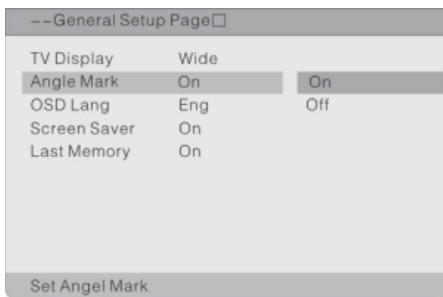 --General Setup Page□
TV Display Wide
Angle Mark On On
OSD Lang Eng Off
Screen Saver On
Last Memory On
Set Angel Mark